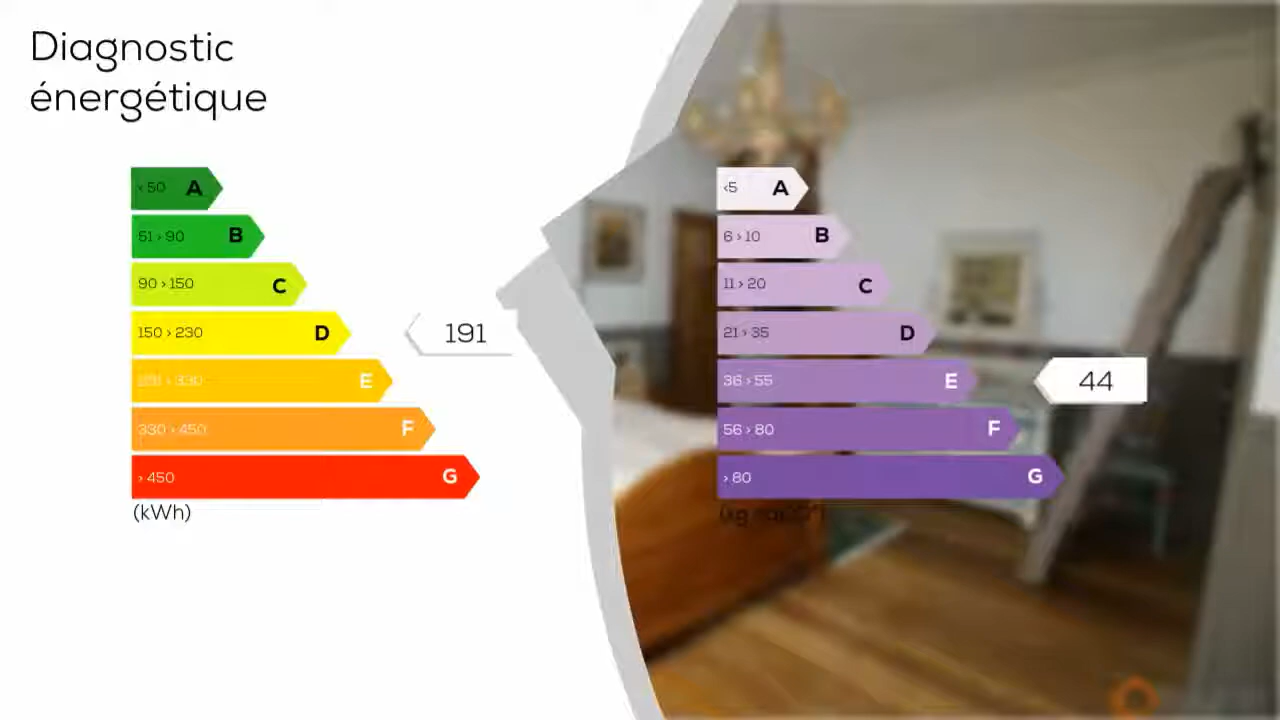 Diagnostic
énergétique
< 50 A
51 > 90 B
90 > 150 C
150 > 230 D
191
E
330 > 450 F
> 450 G
(kWh)
<5 A
6 > 10 B
11 > 20 C
21 > 35 D
36 > 55 E
44
56 > 80 F
> 80 G